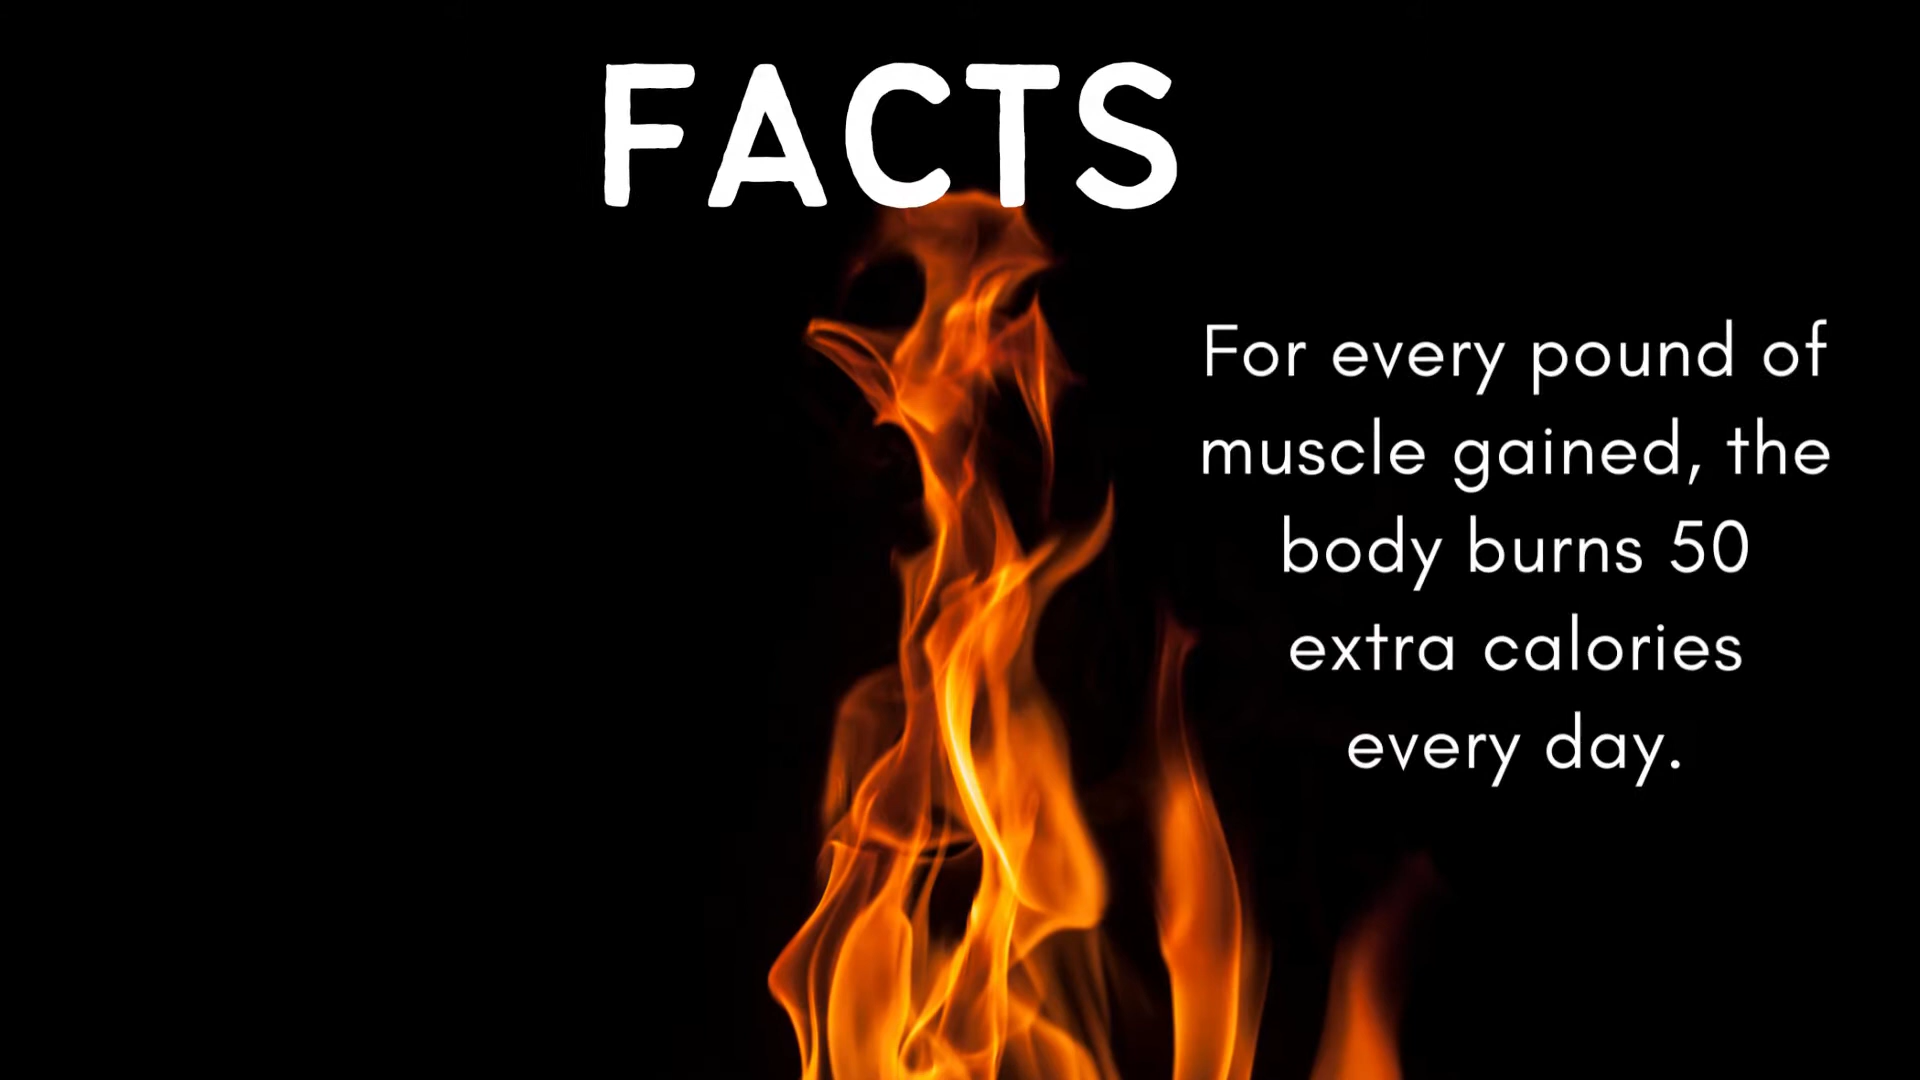 FACTS
For every pound of
muscle gained, the
body burns 50
extra calories
every day.